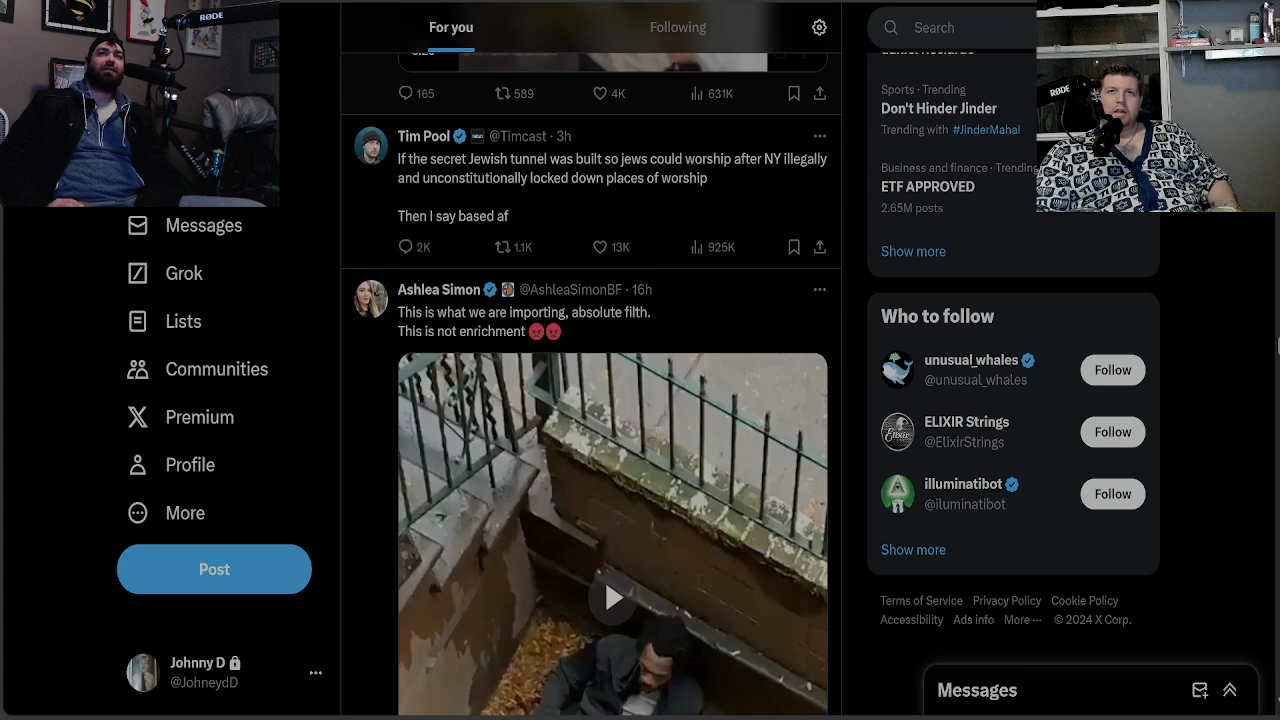 RØDE
For you
Following
Search
165
589
4K
631K
Tim Pool @Timcast · 3h
If the secret Jewish tunnel was built so jews could worship after NY illegally
and unconstitutionally locked down places of worship
Then I say based af
2K
1.1K
13K
925K
Ashlea Simon @AshleaSimonBF · 16h
This is what we are importing, absolute filth.
This is not enrichment 😡😡
Messages
Grok
Lists
Communities
Premium
Profile
More
Post
Johnny D
@JohneydD
Sports · Trending
Don't Hinder Jinder
Trending with #JinderMahal
Business and finance · Trending
ETF APPROVED
2.65M posts
Show more
RØDE
Who to follow
unusual_whales
@unusual_whales
Follow
ELIXIR Strings
@ElixirStrings
Follow
illuminatibot
@iluminatibot
Follow
Show more
Terms of Service Privacy Policy Cookie Policy
Accessibility Ads info More ··· © 2024 X Corp.
Messages